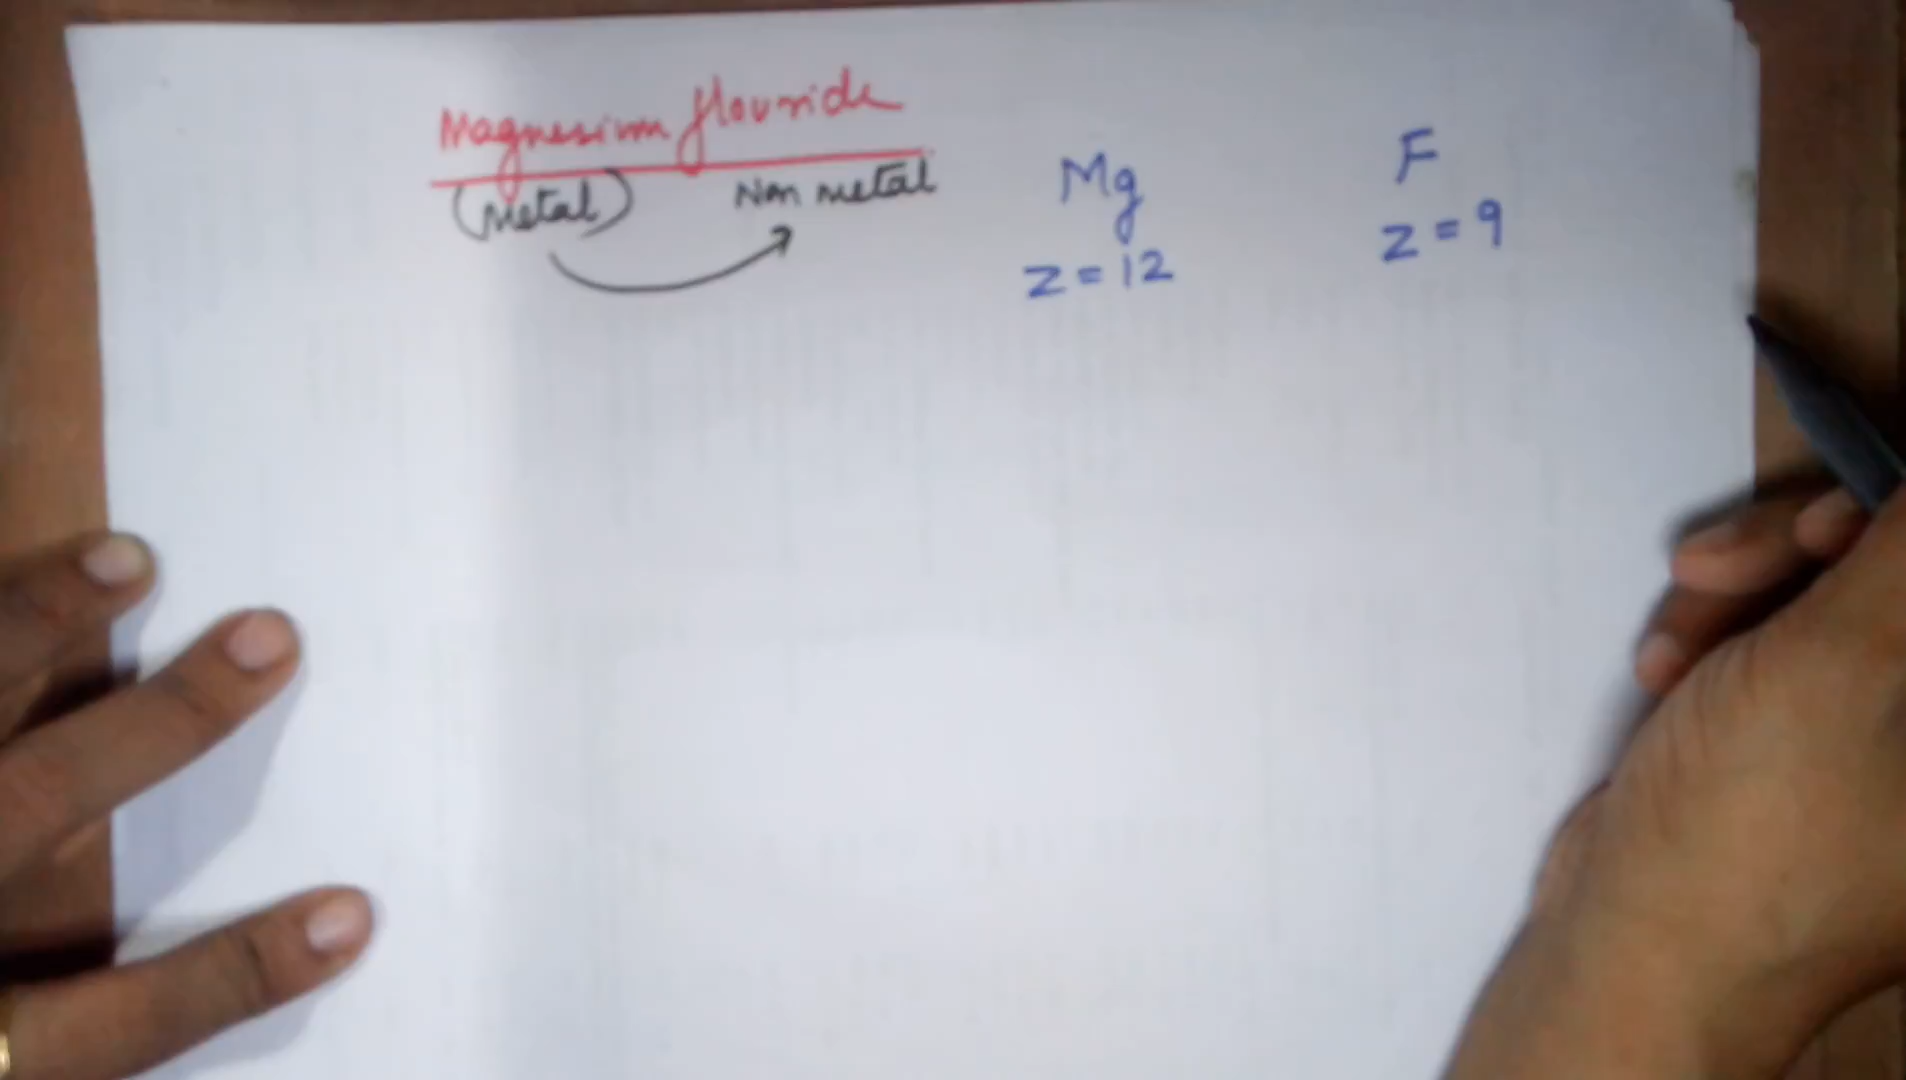 Magnesium flouride
(Metal) Non metal
Mg
Z = 12
F
Z = 9